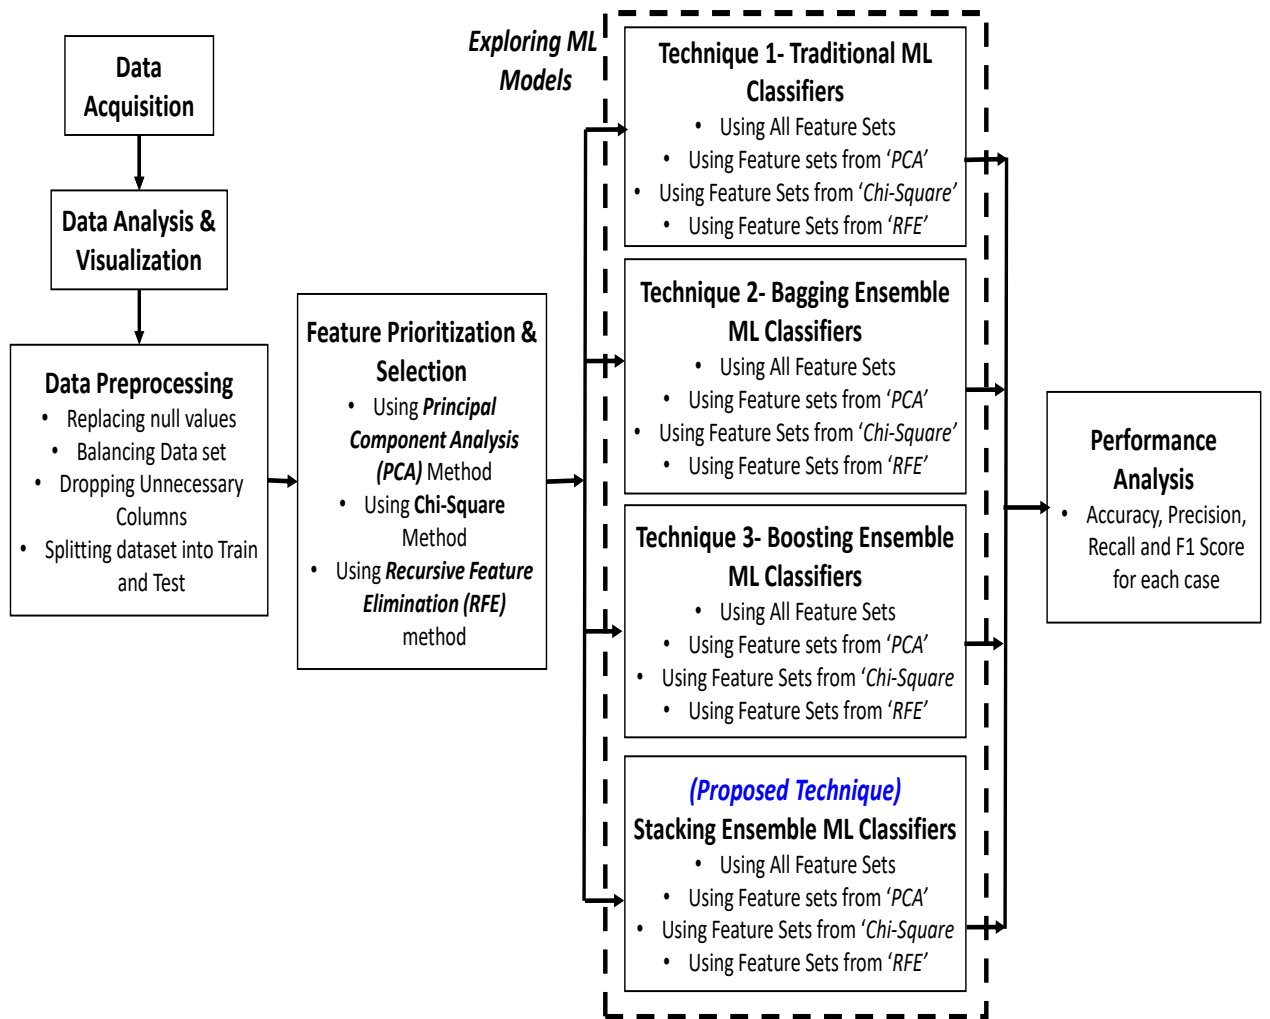 Data
Acquisition
Data Analysis &
Visualization
Data Preprocessing
• Replacing null values
• Balancing Data set
• Dropping Unnecessary
Columns
• Splitting dataset into Train
and Test
Feature Prioritization &
Selection
• Using Principal
Component Analysis
(PCA) Method
• Using Chi-Square
Method
• Using Recursive Feature
Elimination (RFE)
method
Exploring ML
Models
Technique 1- Traditional ML
Classifiers
• Using All Feature Sets
• Using Feature sets from ‘PCA’
• Using Feature Sets from ‘Chi-Square’
• Using Feature Sets from ‘RFE’
Technique 2- Bagging Ensemble
ML Classifiers
• Using All Feature Sets
• Using Feature sets from ‘PCA’
• Using Feature Sets from ‘Chi-Square’
• Using Feature Sets from ‘RFE’
Technique 3- Boosting Ensemble
ML Classifiers
• Using All Feature Sets
• Using Feature sets from ‘PCA’
• Using Feature Sets from ‘Chi-Square
• Using Feature Sets from ‘RFE’
(Proposed Technique)
Stacking Ensemble ML Classifiers
• Using All Feature Sets
• Using Feature sets from ‘PCA’
• Using Feature Sets from ‘Chi-Square
• Using Feature Sets from ‘RFE’
Performance
Analysis
• Accuracy, Precision,
Recall and F1 Score
for each case